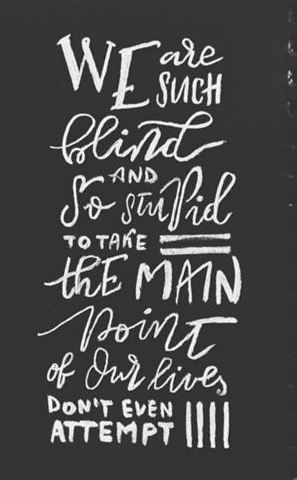 WE are
SUCH
blind
AND
So stupid
TO TAKE
thE MAIN
point
of Our lives
DON'T EVEN
ATTEMPT